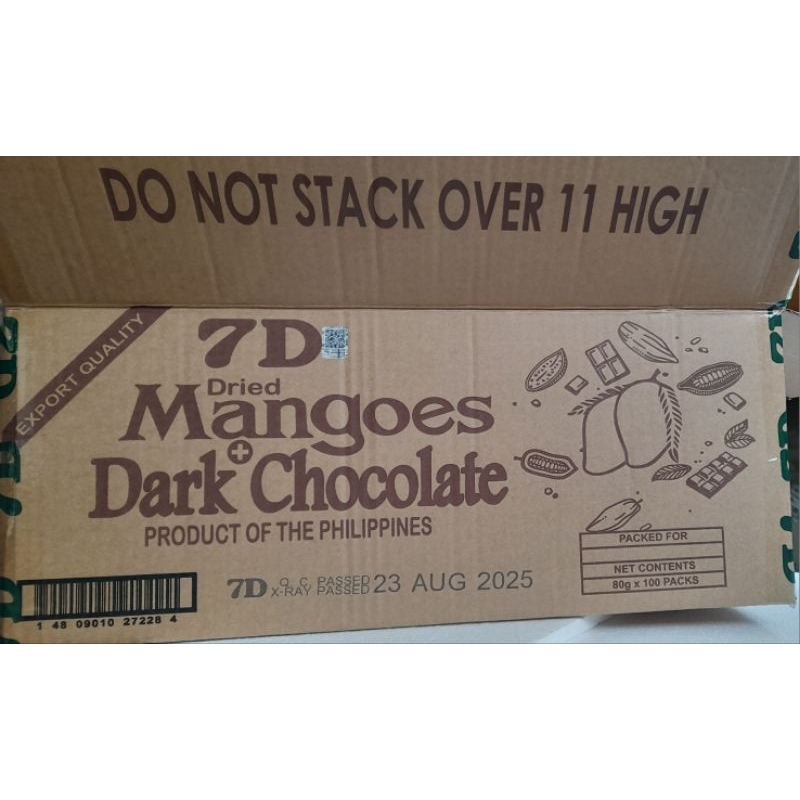 DO NOT STACK OVER 11 HIGH
EXPORT QUALITY
7D
Dried
Mangoes
+
Dark Chocolate
PRODUCT OF THE PHILIPPINES
PACKED FOR
NET CONTENTS
80g x 100 PACKS
7D Q. C. PASSED
X-RAY PASSED 23 AUG 2025
1 48 09010 27228 4